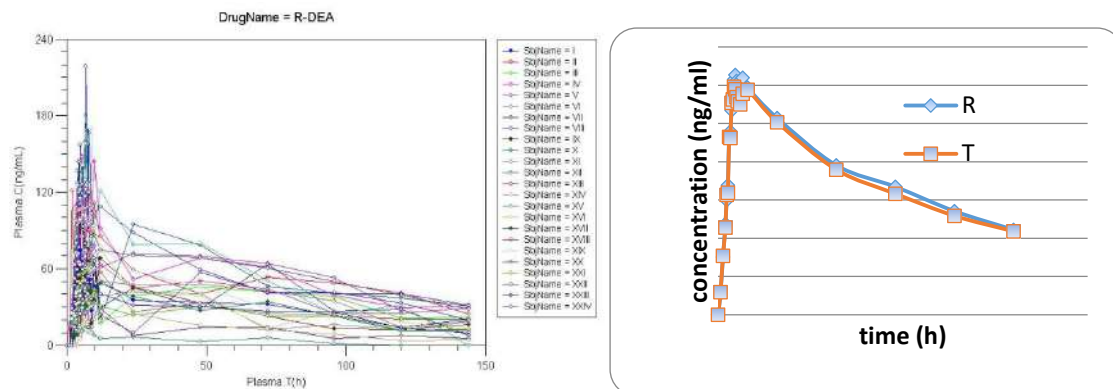 DrugName = R-DEA
240
180
120
60
0
0
50
100
150
Plasma.C(ng/mL)
Plasma.T(h)
SbjName = I
SbjName = II
SbjName = III
SbjName = IV
SbjName = V
SbjName = VI
SbjName = VII
SbjName = VIII
SbjName = IX
SbjName = X
SbjName = XI
SbjName = XII
SbjName = XIII
SbjName = XIV
SbjName = XV
SbjName = XVI
SbjName = XVII
SbjName = XVIII
SbjName = XIX
SbjName = XX
SbjName = XXI
SbjName = XXII
SbjName = XXIII
SbjName = XXIV
concentration (ng/ml)
R
T
time (h)